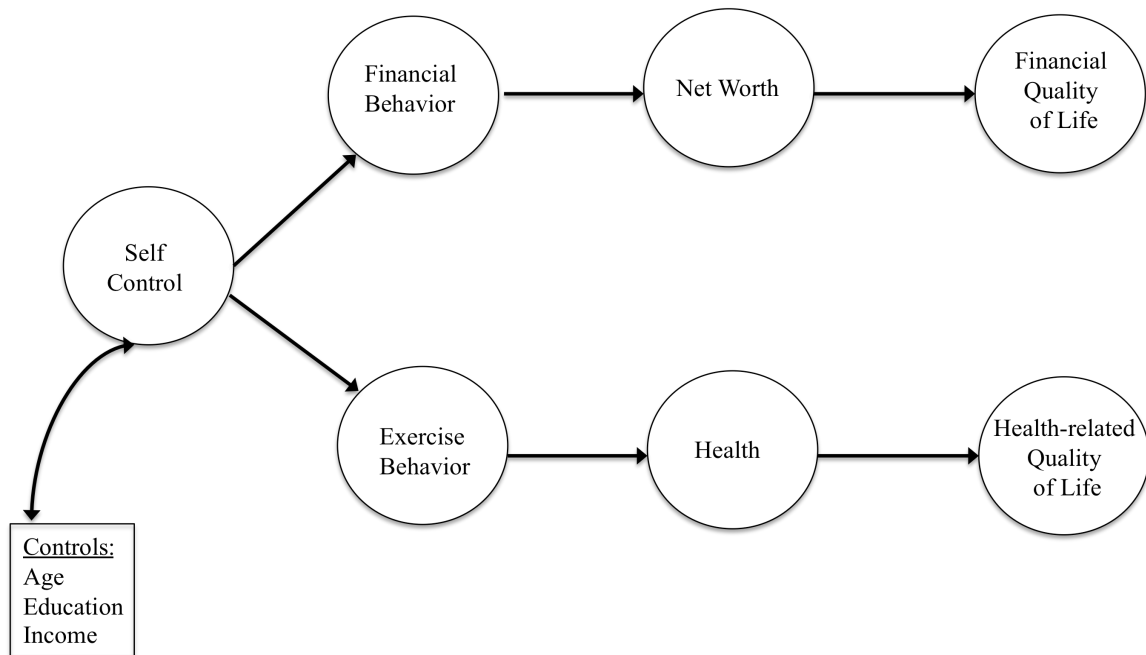 Financial
Behavior
Net Worth
Financial
Quality
of Life
Self
Control
Exercise
Behavior
Health
Health-related
Quality
of Life
Controls:
Age
Education
Income